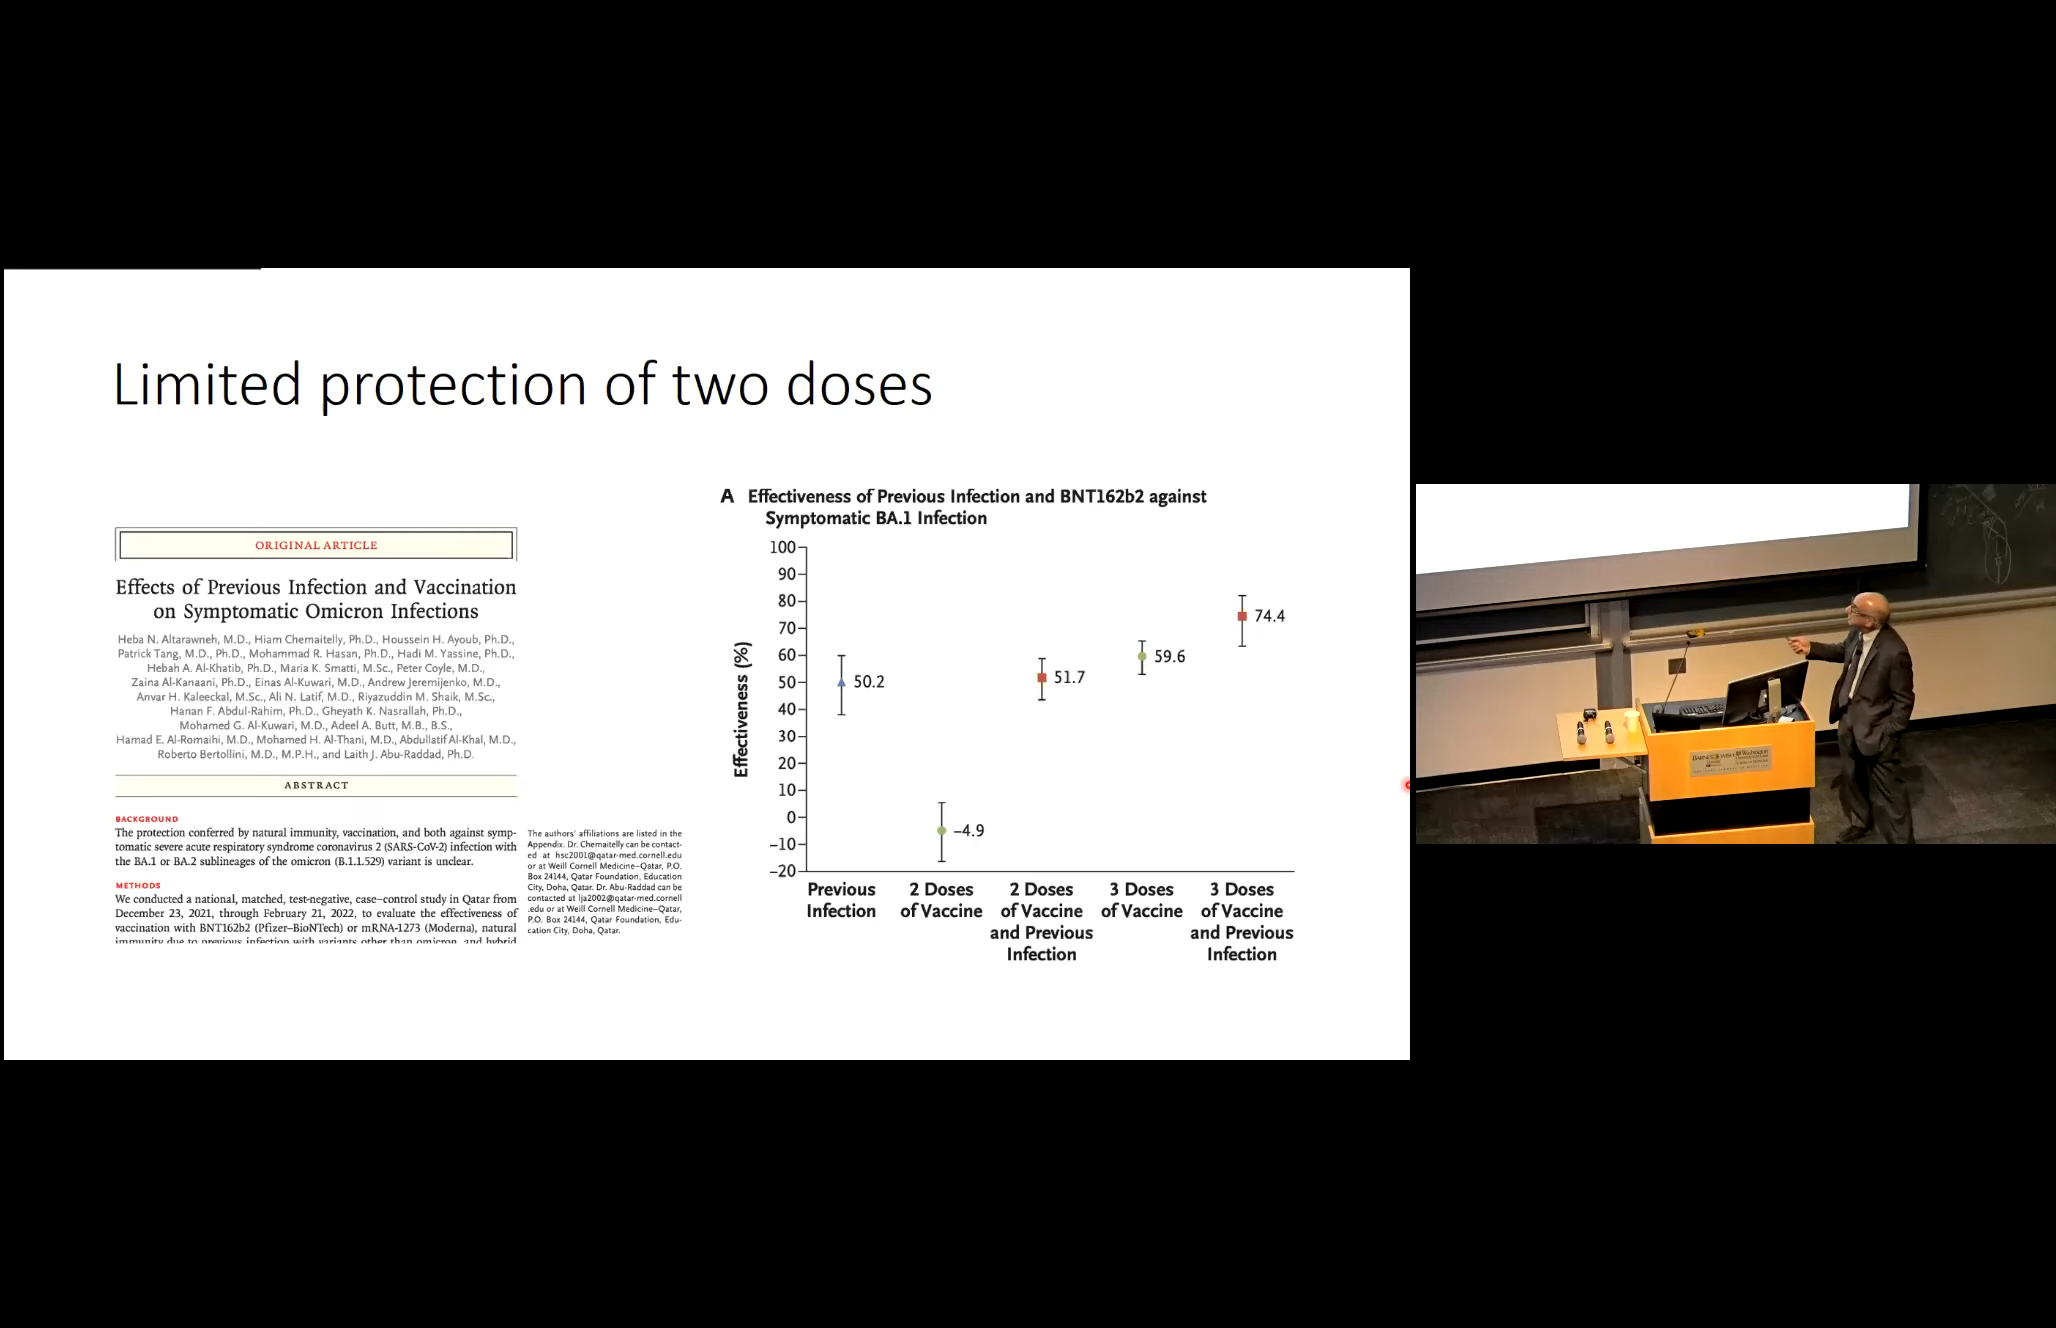 Limited protection of two doses
ORIGINAL ARTICLE
Effects of Previous Infection and Vaccination
on Symptomatic Omicron Infections
Heba N. Altarawneh, M.D., Hiam Chemaitelly, Ph.D., Houssein H. Ayoub, Ph.D.,
Patrick Tang, M.D., Ph.D., Mohammad R. Hasan, Ph.D., Hadi M. Yassine, Ph.D.,
Hebah A. Al-Khatib, Ph.D., Maria K. Smatti, M.Sc., Peter Coyle, M.D.,
Zaina Al-Kanaani, Ph.D., Einas Al-Kuwari, M.D., Andrew Jeremijenko, M.D.,
Anvar H. Kaleeckal, M.Sc., Ali N. Latif, M.D., Riyazuddin M. Shaik, M.Sc.,
Hanan F. Abdul-Rahim, Ph.D., Gheyath K. Nasrallah, Ph.D.,
Mohamed G. Al-Kuwari, M.D., Adeel A. Butt, M.B., B.S.,
Hamad E. Al-Romaihi, M.D., Mohamed H. Al-Thani, M.D., Abdullatif Al-Khal, M.D.,
Roberto Bertollini, M.D., M.P.H., and Laith J. Abu-Raddad, Ph.D.
ABSTRACT
BACKGROUND
The protection conferred by natural immunity, vaccination, and both against symp-
tomatic severe acute respiratory syndrome coronavirus 2 (SARS-CoV-2) infection with
the BA.1 or BA.2 sublineages of the omicron (B.1.1.529) variant is unclear.
METHODS
We conducted a national, matched, test-negative, case–control study in Qatar from
December 23, 2021, through February 21, 2022, to evaluate the effectiveness of
vaccination with BNT162b2 (Pfizer–BioNTech) or mRNA-1273 (Moderna), natural
immunity due to previous infection with variants other than omicron, and hybrid
The authors' affiliations are listed in the
Appendix. Dr. Chemaitelly can be contact-
ed at hsc2001@qatar-med.cornell.edu
or at Weill Cornell Medicine–Qatar, P.O.
Box 24144, Qatar Foundation, Education
City, Doha, Qatar. Dr. Abu-Raddad can be
contacted at lja2002@qatar-med.cornell
.edu or at Weill Cornell Medicine–Qatar,
P.O. Box 24144, Qatar Foundation, Edu-
cation City, Doha, Qatar.
A Effectiveness of Previous Infection and BNT162b2 against
Symptomatic BA.1 Infection
Effectiveness (%)
100
90
80
70
60
50
40
30
20
10
0
−10
−20
50.2
−4.9
51.7
59.6
74.4
Previous
Infection
2 Doses
of Vaccine
2 Doses
of Vaccine
and Previous
Infection
3 Doses
of Vaccine
3 Doses
of Vaccine
and Previous
Infection